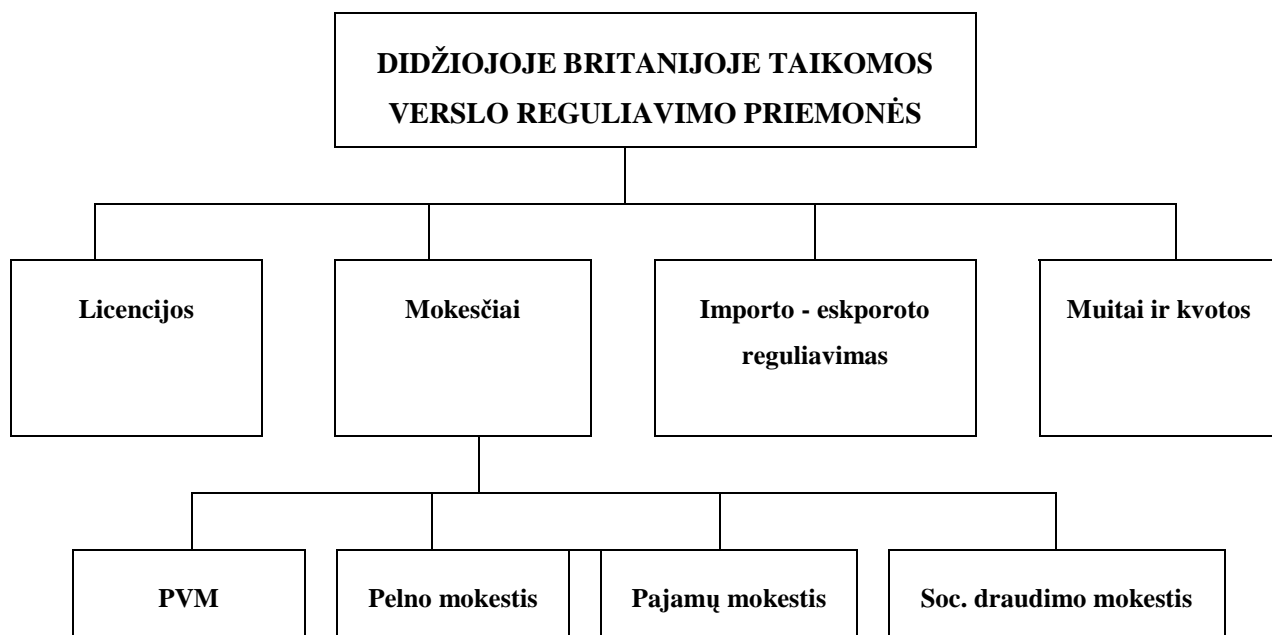 DIDŽIOJOJE BRITANIJOJE TAIKOMOS
VERSLO REGULIAVIMO PRIEMONĖS
Licencijos
Mokesčiai
Importo - eskporoto
reguliavimas
Muitai ir kvotos
PVM
Pelno mokestis
Pajamų mokestis
Soc. draudimo mokestis